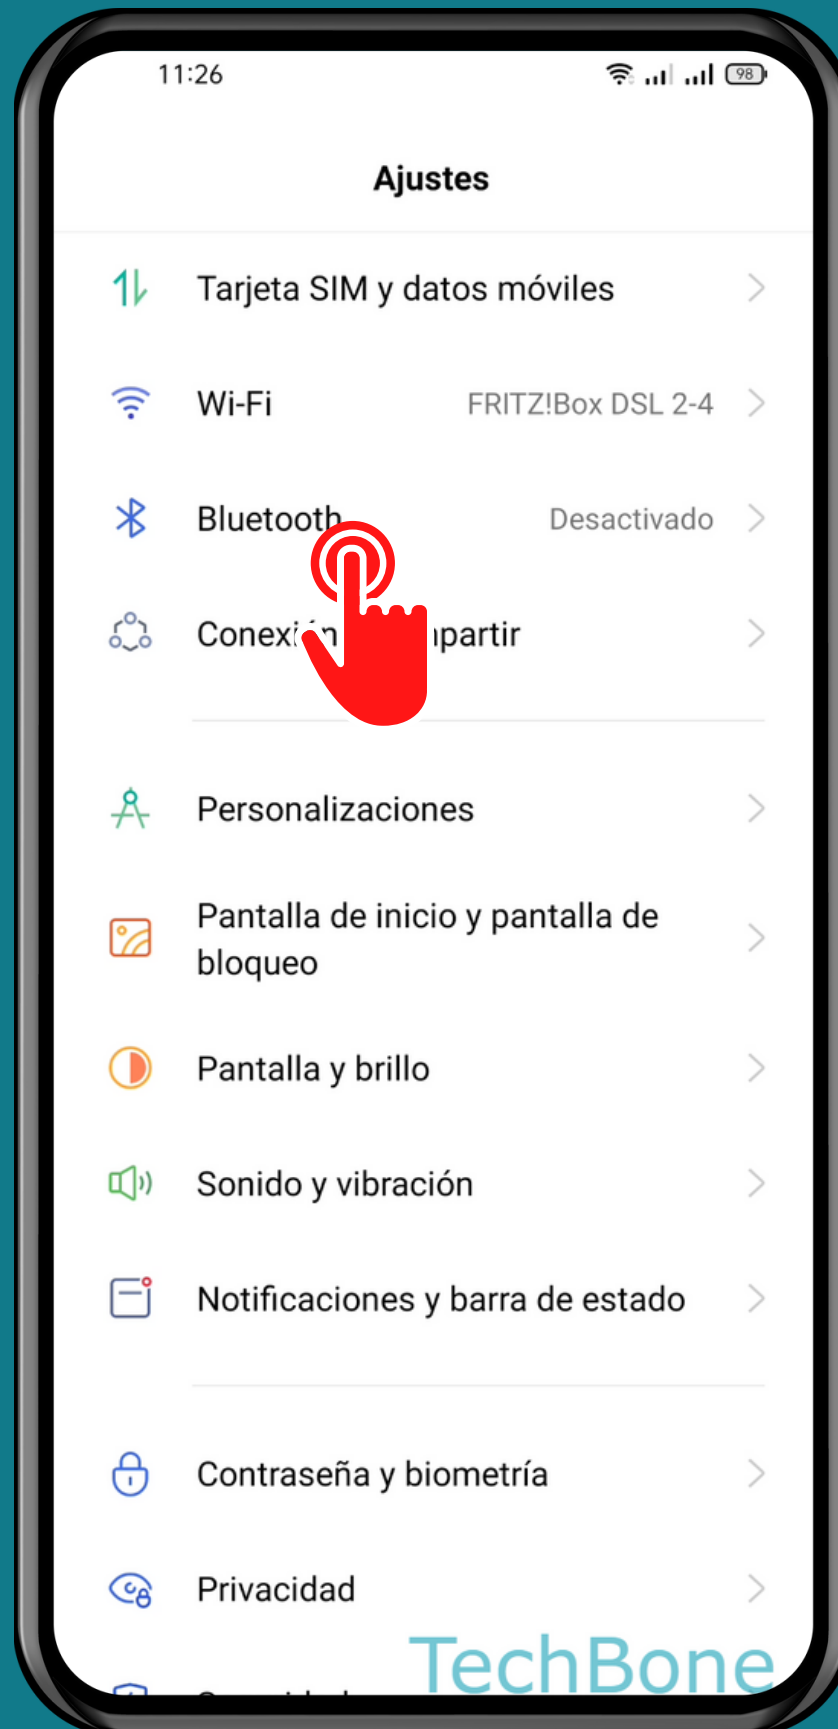 11:26
98
Ajustes
Tarjeta SIM y datos móviles
Wi-Fi FRITZ!Box DSL 2-4
Bluetooth Desactivado
Personalizaciones
Pantalla de inicio y pantalla de
bloqueo
Pantalla y brillo
Sonido y vibración
Notificaciones y barra de estado
Contraseña y biometría
Privacidad
TechBone